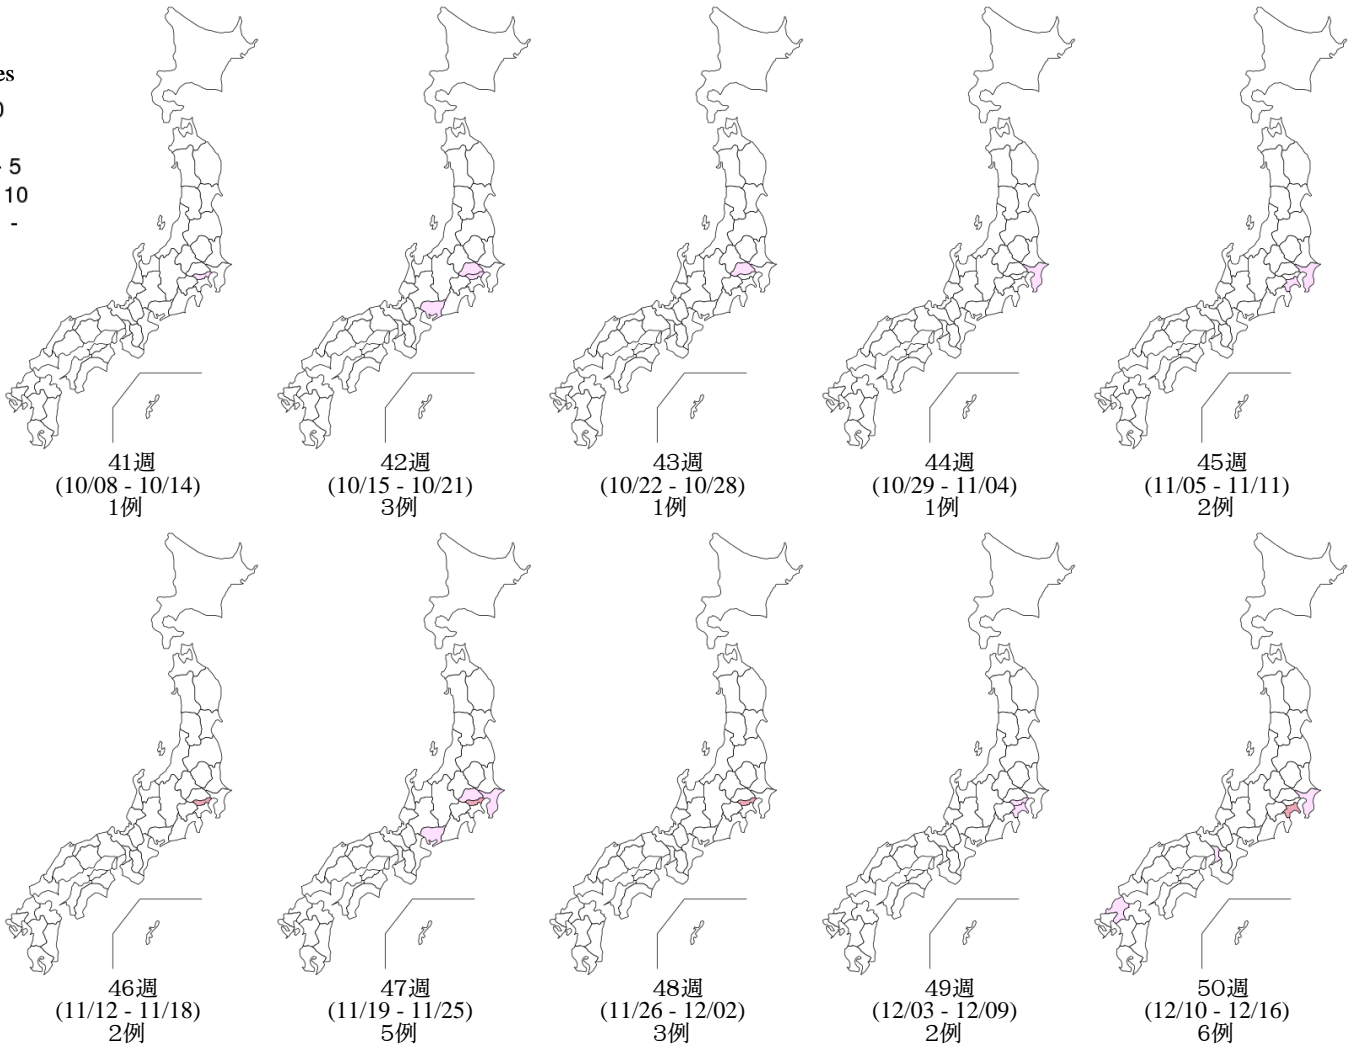 es
0
- 5
10
-
41週
(10/08 - 10/14)
1例
42週
(10/15 - 10/21)
3例
43週
(10/22 - 10/28)
1例
44週
(10/29 - 11/04)
1例
45週
(11/05 - 11/11)
2例
46週
(11/12 - 11/18)
2例
47週
(11/19 - 11/25)
5例
48週
(11/26 - 12/02)
3例
49週
(12/03 - 12/09)
2例
50週
(12/10 - 12/16)
6例